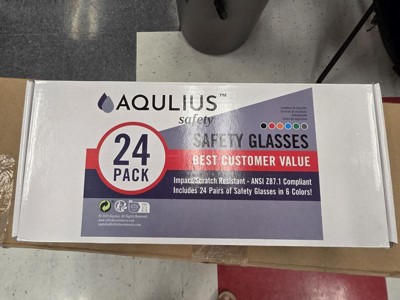 AQULIUS™
safety
24
PACK
SAFETY GLASSES
BEST CUSTOMER VALUE
Impact/Scratch Resistant - ANSI Z87.1 Compliant
Includes 24 Pairs of Safety Glasses in 6 Colors!